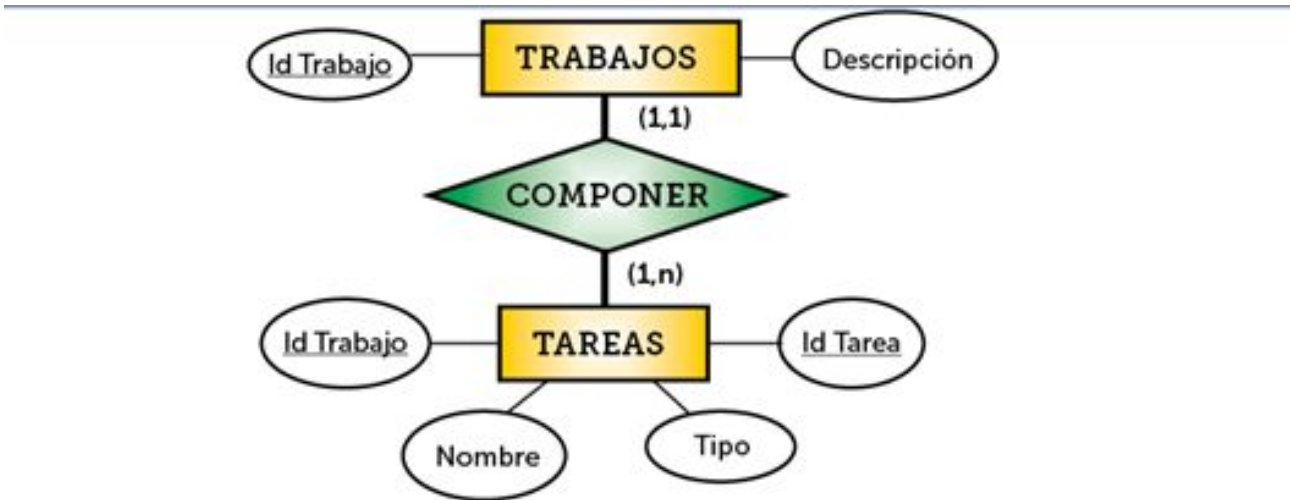 Id Trabajo
TRABAJOS
Descripción
(1,1)
COMPONER
(1,n)
Id Trabajo
TAREAS
Id Tarea
Nombre
Tipo